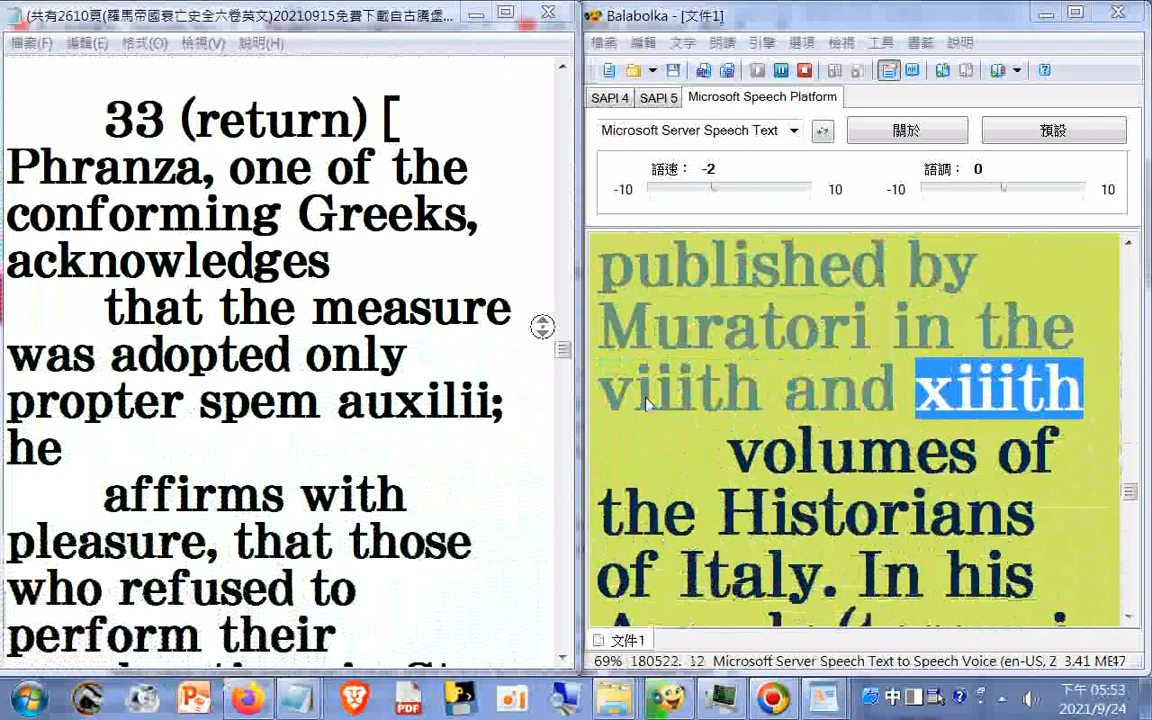 (共有2610頁(羅馬帝國衰亡史全六卷英文)20210915免費下載自古騰堡...
檔案(F) 編輯(E) 格式(O) 檢視(V) 說明(H)
33 (return) [
Phranza, one of the
conforming Greeks,
acknowledges
that the measure
was adopted only
propter spem auxilii;
he
affirms with
pleasure, that those
who refused to
perform their
Balabolka - [文件1]
檔案 編輯 文字 朗讀 引擎 選項 檢視 工具 書籤 說明
SAPI 4 SAPI 5 Microsoft Speech Platform
Microsoft Server Speech Text 關於 預設
語速： -2 語調： 0
-10 10 -10 10
published by
Muratori in the
viiith and xiiith
volumes of
the Historians
of Italy. In his
文件1
69% 180522. 12 Microsoft Server Speech Text to Speech Voice (en-US, Z 3.41 ME47
中 下午 05:53
2021/9/24